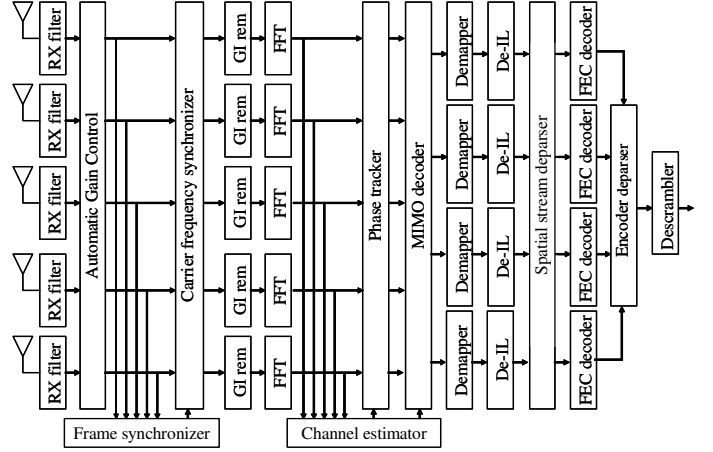 RX filter
RX filter
RX filter
RX filter
RX filter
Automatic Gain Control
Carrier frequency synchronizer
GI rem
GI rem
GI rem
GI rem
GI rem
FFT
FFT
FFT
FFT
FFT
Phase tracker
MIMO decoder
Demapper
Demapper
Demapper
Demapper
De-IL
De-IL
De-IL
De-IL
Spatial stream deparser
FEC decoder
FEC decoder
FEC decoder
FEC decoder
Encoder deparser
Descrambler
Frame synchronizer
Channel estimator